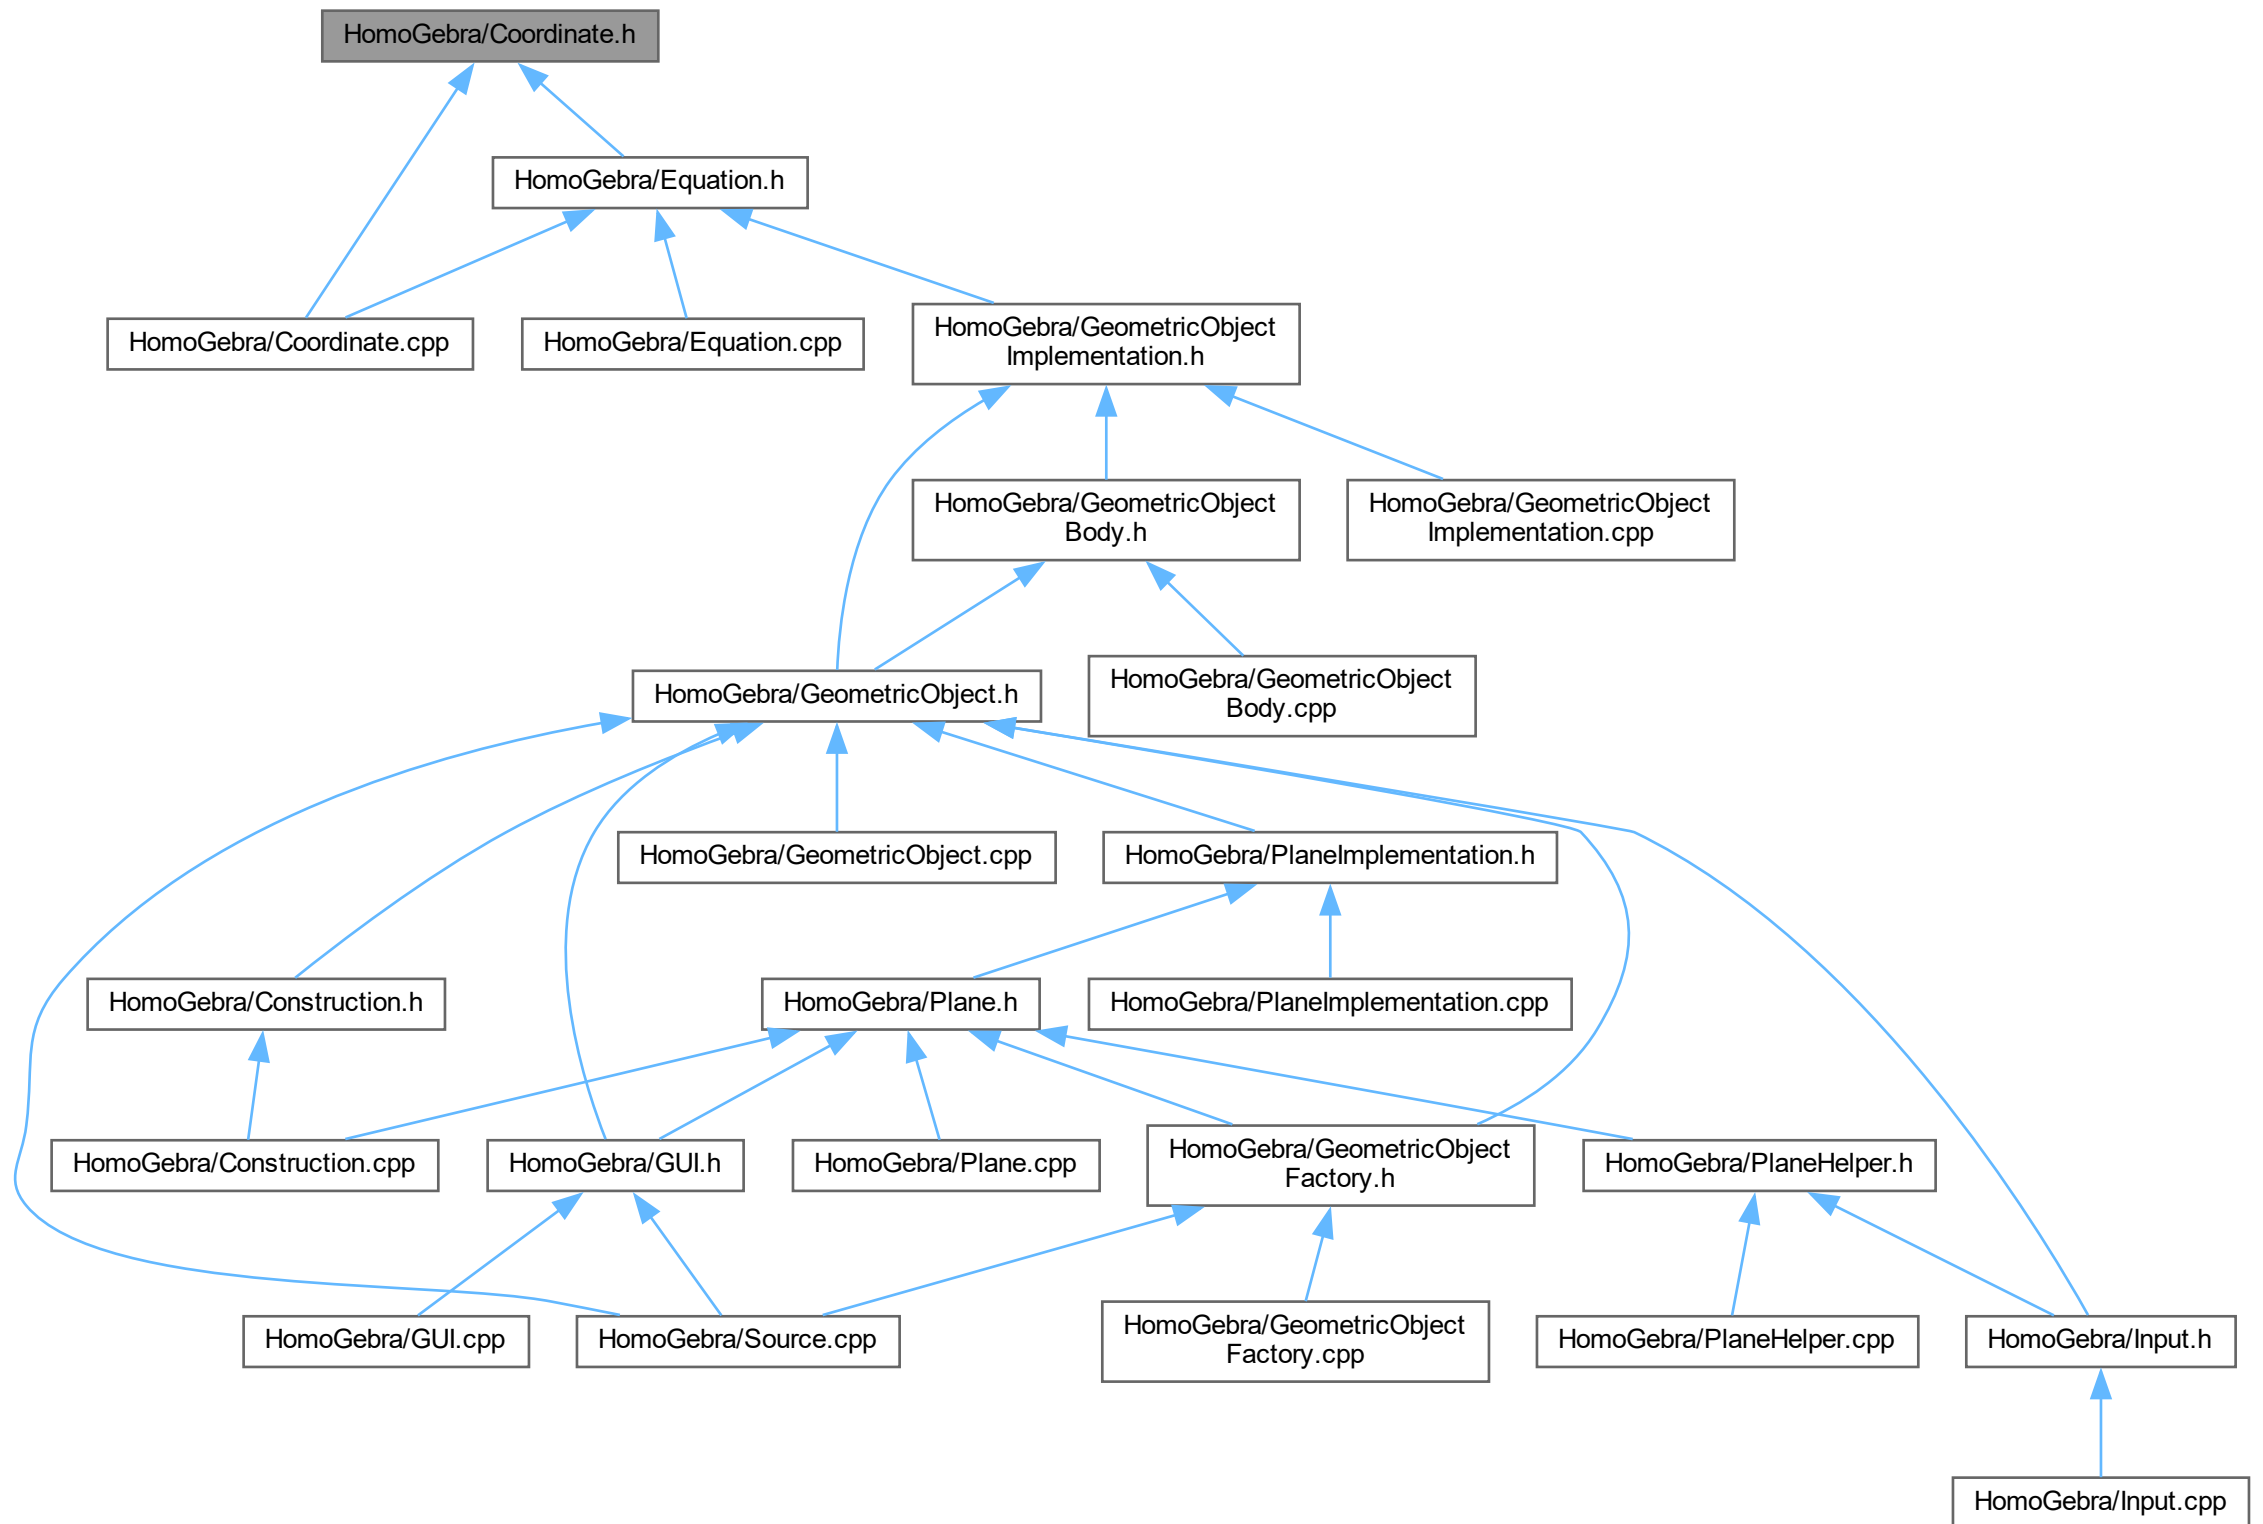 HomoGebra/Coordinate.h
HomoGebra/Equation.h
HomoGebra/Coordinate.cpp
HomoGebra/Equation.cpp
HomoGebra/GeometricObject
Implementation.h
HomoGebra/GeometricObject
Body.h
HomoGebra/GeometricObject
Implementation.cpp
HomoGebra/GeometricObject.h
HomoGebra/GeometricObject
Body.cpp
HomoGebra/GeometricObject.cpp
HomoGebra/PlaneImplementation.h
HomoGebra/Construction.h
HomoGebra/Plane.h
HomoGebra/PlaneImplementation.cpp
HomoGebra/Construction.cpp
HomoGebra/GUI.h
HomoGebra/Plane.cpp
HomoGebra/GeometricObject
Factory.h
HomoGebra/PlaneHelper.h
HomoGebra/GUI.cpp
HomoGebra/Source.cpp
HomoGebra/GeometricObject
Factory.cpp
HomoGebra/PlaneHelper.cpp
HomoGebra/Input.h
HomoGebra/Input.cpp